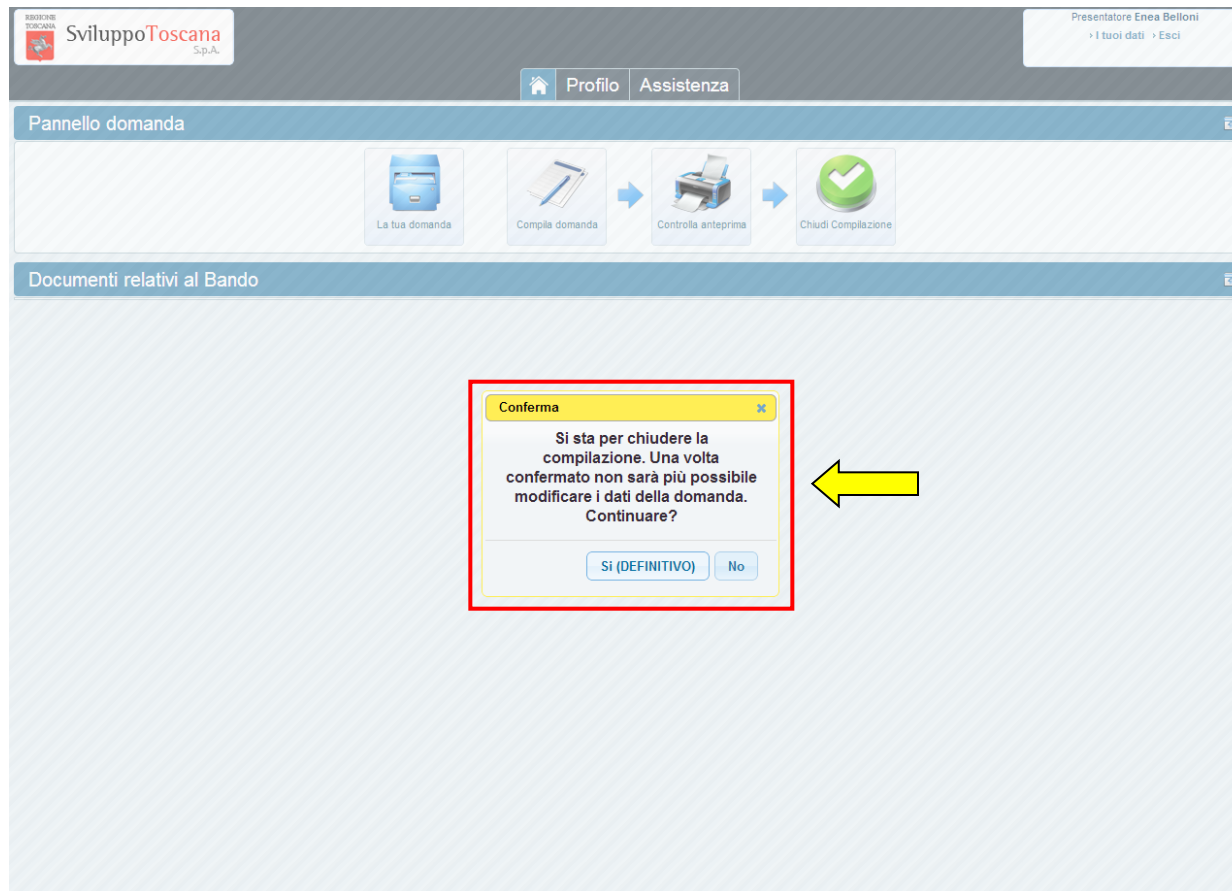 REGIONE
TOSCANA
SviluppoToscana
S.p.A.
Presentatore Enea Belloni
› I tuoi dati › Esci
Profilo
Assistenza
Pannello domanda
La tua domanda
Compila domanda
Controlla anteprima
Chiudi Compilazione
Documenti relativi al Bando
Conferma
Si sta per chiudere la
compilazione. Una volta
confermato non sarà più possibile
modificare i dati della domanda.
Continuare?
Si (DEFINITIVO)
No